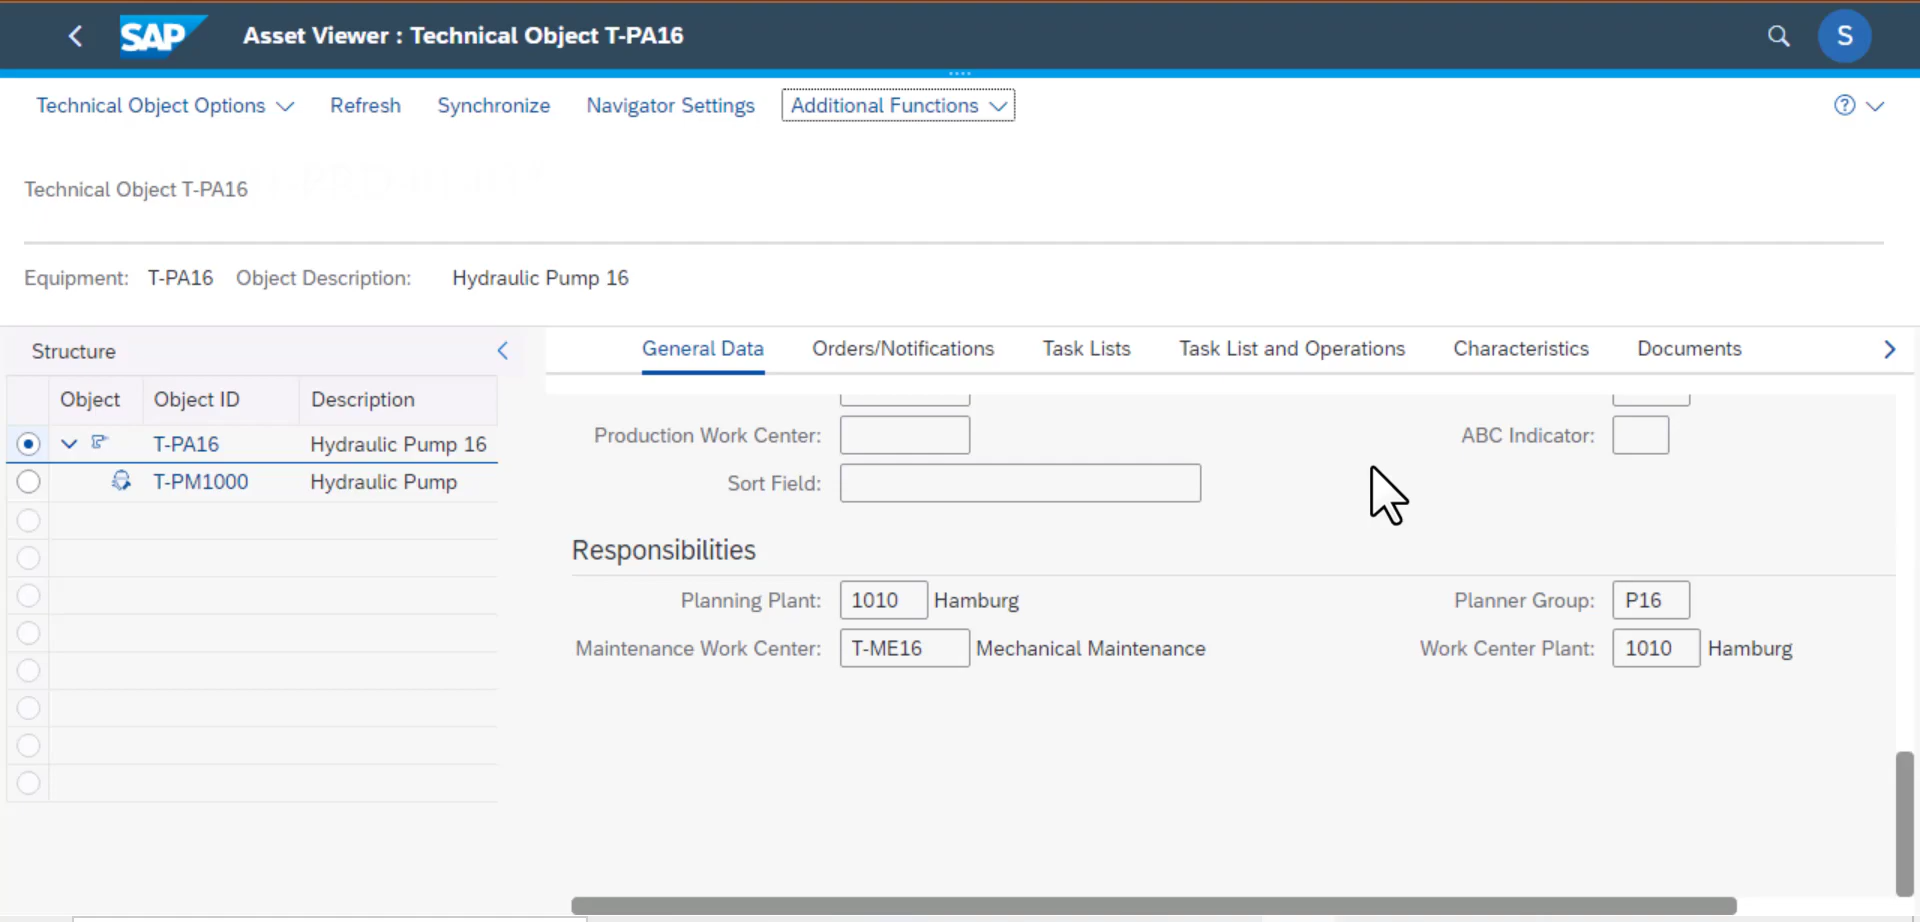 SAP Asset Viewer : Technical Object T-PA16 S
Technical Object Options Refresh Synchronize Navigator Settings Additional Functions ?
Technical Object T-PA16
Equipment: T-PA16 Object Description: Hydraulic Pump 16
Structure
General Data Orders/Notifications Task Lists Task List and Operations Characteristics Documents
Object Object ID Description
T-PA16 Hydraulic Pump 16
T-PM1000 Hydraulic Pump
Production Work Center: ABC Indicator:
Sort Field:
Responsibilities
Planning Plant: 1010 Hamburg Planner Group: P16
Maintenance Work Center: T-ME16 Mechanical Maintenance Work Center Plant: 1010 Hamburg